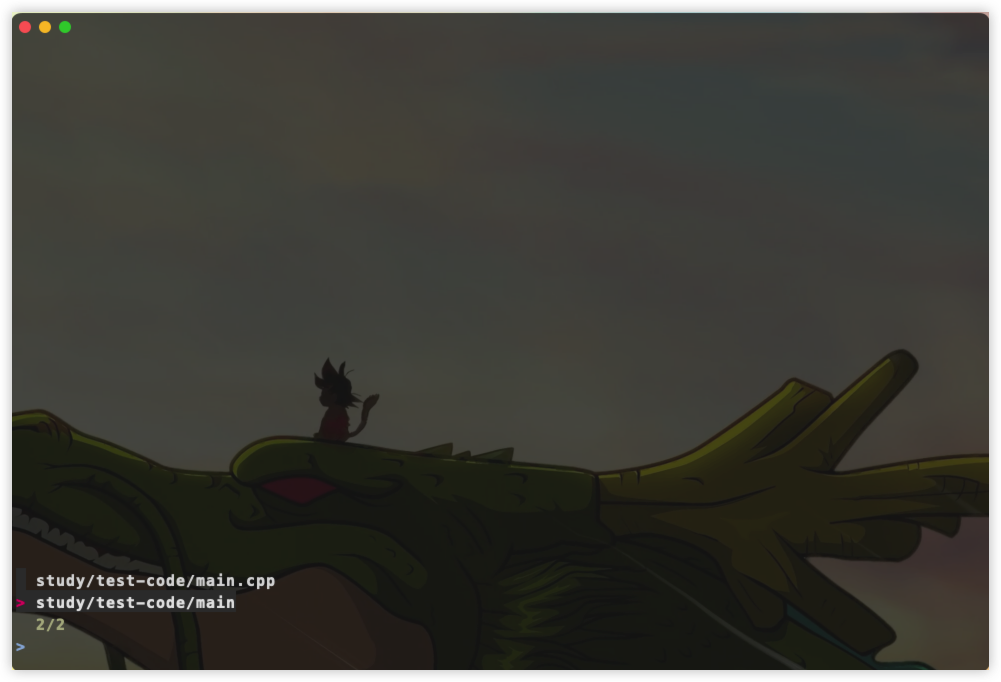 study/test-code/main.cpp
> study/test-code/main
2/2
>